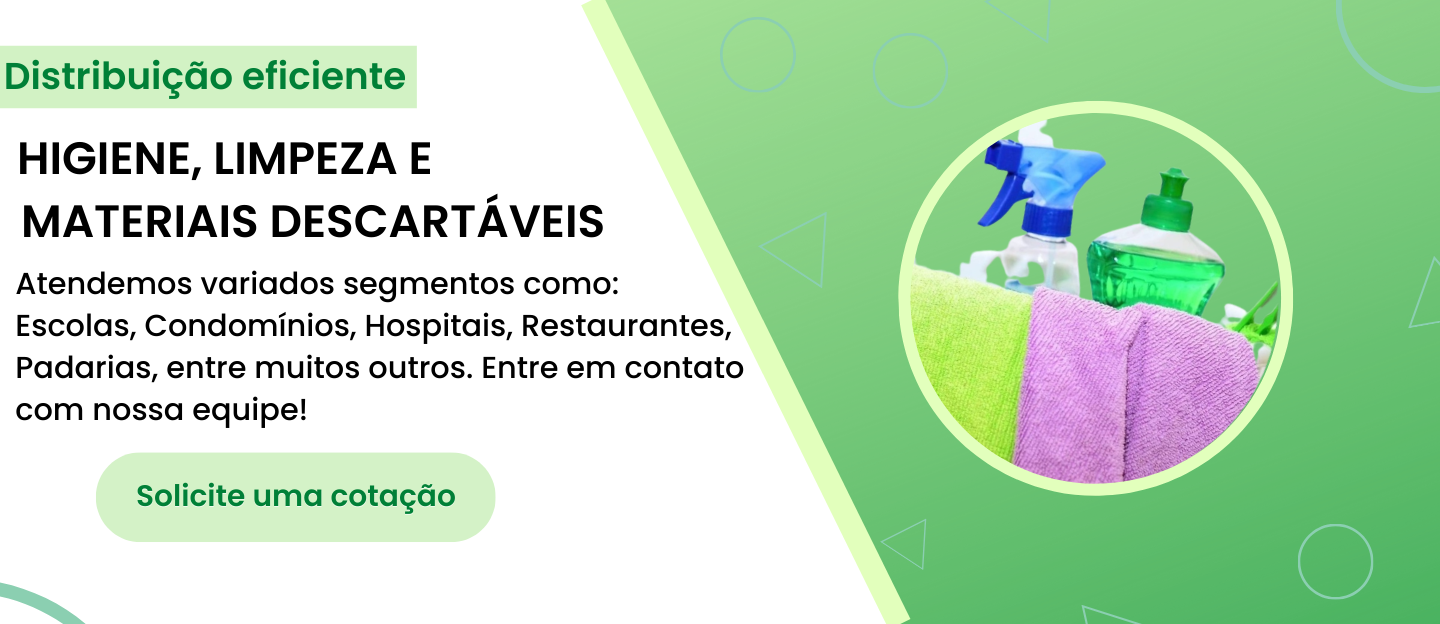 Distribuição eficiente
HIGIENE, LIMPEZA E
MATERIAIS DESCARTÁVEIS
Atendemos variados segmentos como:
Escolas, Condomínios, Hospitais, Restaurantes,
Padarias, entre muitos outros. Entre em contato
com nossa equipe!
Solicite uma cotação